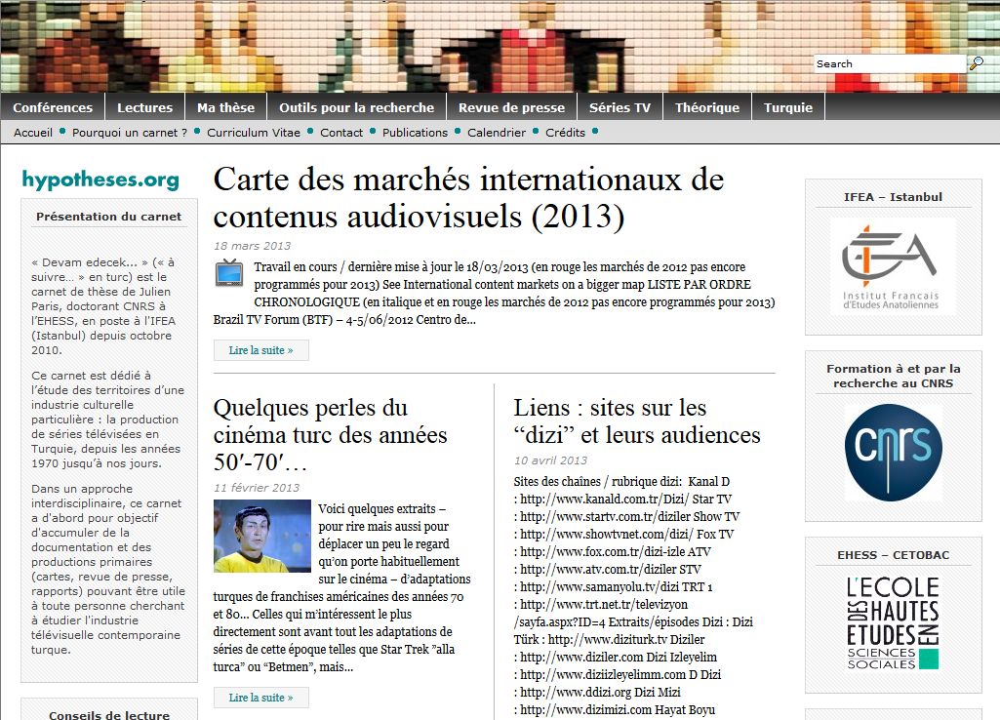 Search
Conférences
Lectures
Ma thèse
Outils pour la recherche
Revue de presse
Séries TV
Théorique
Turquie
Accueil
Pourquoi un carnet ?
Curriculum Vitae
Contact
Publications
Calendrier
Crédits
hypotheses.org
Présentation du carnet
« Devam edecek... » (« à
suivre... » en turc) est le
carnet de thèse de Julien
Paris, doctorant CNRS à
l'EHESS, en poste à l'IFEA
(Istanbul) depuis octobre
2010.
Ce carnet est dédié à
l'étude des territoires d'une
industrie culturelle
particulière : la production
de séries télévisées en
Turquie, depuis les années
1970 jusqu'à nos jours.
Dans un approche
interdisciplinaire, ce carnet
a d'abord pour objectif
d'accumuler de la
documentation et des
productions primaires
(cartes, revue de presse,
rapports) pouvant être utile
à toute personne cherchant
à étudier l'industrie
télévisuelle contemporaine
turque.
Conseils de lecture
Carte des marchés internationaux de
contenus audiovisuels (2013)
18 mars 2013
Travail en cours / dernière mise à jour le 18/03/2013 (en rouge les marchés de 2012 pas encore
programmés pour 2013) See International content markets on a bigger map LISTE PAR ORDRE
CHRONOLOGIQUE (en italique et en rouge les marchés de 2012 pas encore programmés pour 2013)
Brazil TV Forum (BTF) – 4-5/06/2012 Centro de...
Lire la suite »
Quelques perles du
cinéma turc des années
50′-70′…
11 février 2013
Voici quelques extraits –
pour rire mais aussi pour
déplacer un peu le regard
qu'on porte habituellement
sur le cinéma – d'adaptations
turques de franchises américaines des années 70
et 80... Celles qui m'intéressent le plus
directement sont avant tout les adaptations de
séries de cette époque telles que Star Trek "alla
turca" ou "Betmen", mais...
Lire la suite »
Liens : sites sur les
“dizi” et leurs audiences
10 avril 2013
Sites des chaînes / rubrique dizi: Kanal D
: http://www.kanald.com.tr/Dizi/ Star TV
: http://www.startv.com.tr/diziler Show TV
: http://www.showtvnet.com/dizi/ Fox TV
: http://www.fox.com.tr/dizi-izle ATV
: http://www.atv.com.tr/diziler STV
: http://www.samanyolu.tv/dizi TRT 1
: http://www.trt.net.tr/televizyon
/sayfa.aspx?ID=4 Extraits/épisodes Dizi : Dizi
Türk : http://www.diziturk.tv Diziler
: http://www.diziler.com Dizi Izleyelim
: http://www.diziizleyelimm.com D Dizi
: http://www.ddizi.org Dizi Mizi
: http://www.dizimizi.com Hayat Boyu
IFEA – Istanbul
IFEA
Institut Francais
d'Etudes Anatoliennes
Formation à et par la
recherche au CNRS
cnrs
EHESS – CETOBAC
L'ECOLE
DES HAUTES
ETUDES EN
SCIENCES
SOCIALES